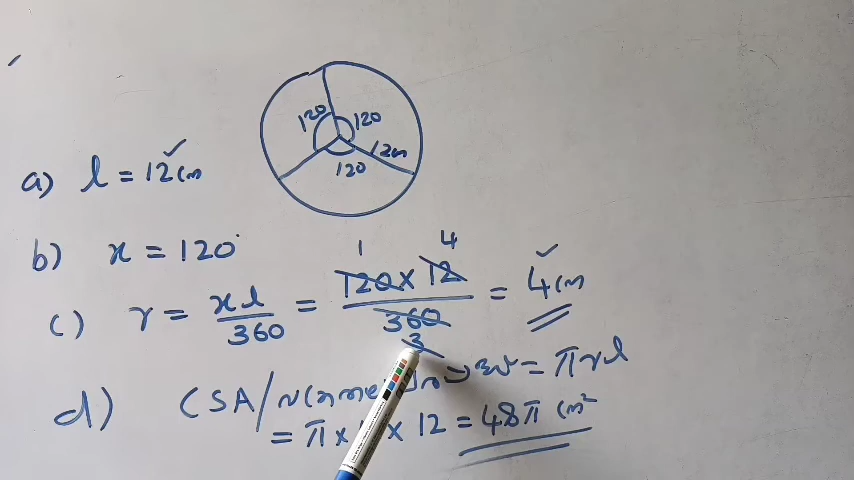 120 120
120 12cm
a) l = 12cm
b) x = 120°
1 4
c) r = xl/360 = 120×12/360 = 4cm
3
d) CSA/ = πrl
= π× × 12 = 48π cm²